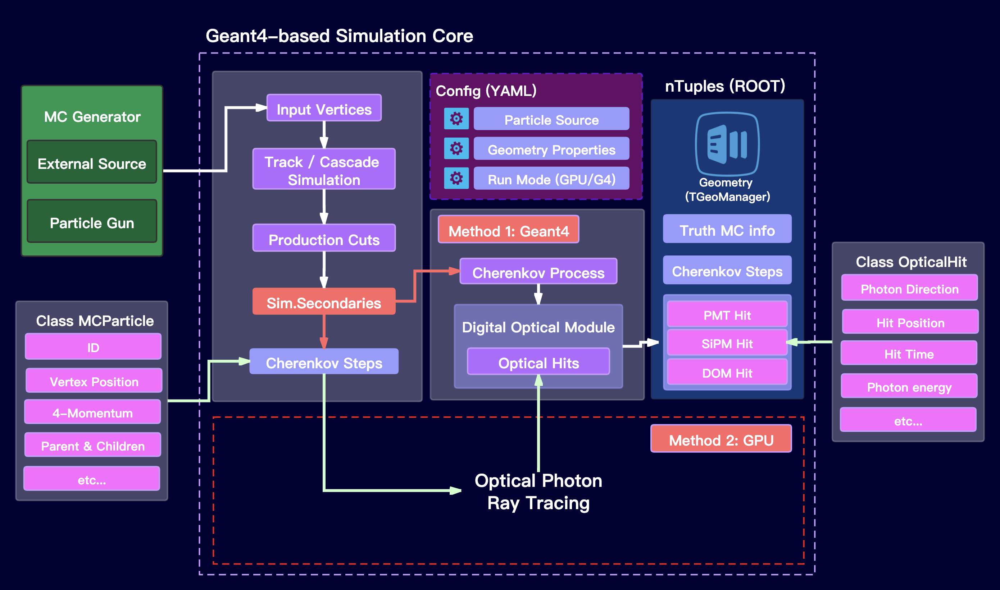 Geant4-based Simulation Core
MC Generator
External Source
Particle Gun
Class MCParticle
ID
Vertex Position
4-Momentum
Parent & Children
etc...
Input Vertices
Track / Cascade
Simulation
Production Cuts
Sim.Secondaries
Cherenkov Steps
Config (YAML)
Particle Source
Geometry Properties
Run Mode (GPU/G4)
Method 1: Geant4
Cherenkov Process
Digital Optical Module
Optical Hits
nTuples (ROOT)
Geometry
(TGeoManager)
Truth MC info
Cherenkov Steps
PMT Hit
SiPM Hit
DOM Hit
Method 2: GPU
Optical Photon
Ray Tracing
Class OpticalHit
Photon Direction
Hit Position
Hit Time
Photon energy
etc...